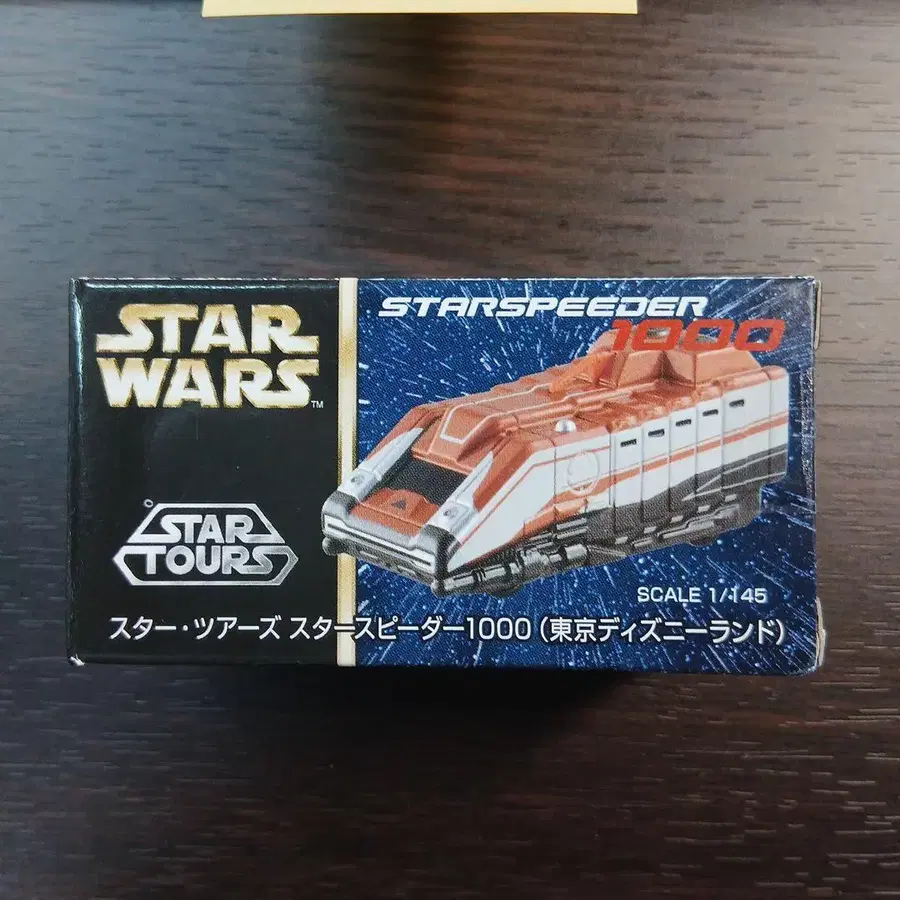 STAR
WARS
TM
STAR
TOURS
STARSPEEDER
1000
SCALE 1/145
スター・ツアーズ スタースピーダー1000（東京ディズニーランド）